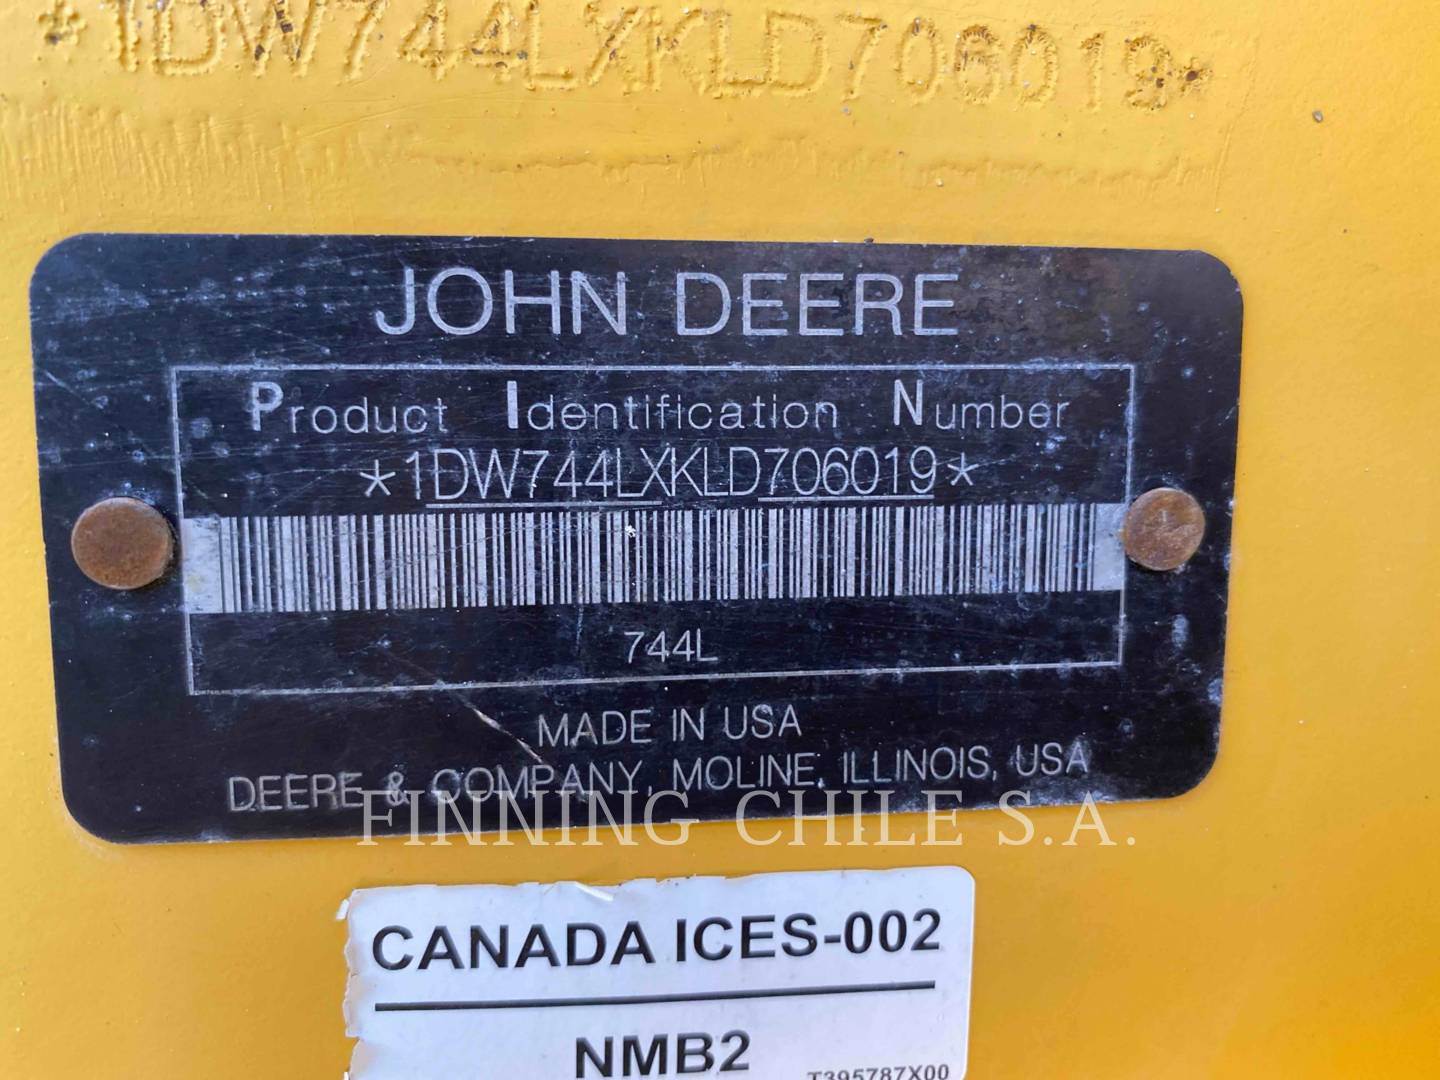 *1DW744LXKLD706019*
JOHN DEERE
Product Identification Number
*1DW744LXKLD706019*
744L
MADE IN USA
DEERE & COMPANY, MOLINE, ILLINOIS, USA
FINNING CHILE S.A.
CANADA ICES-002
NMB2
T395787X00